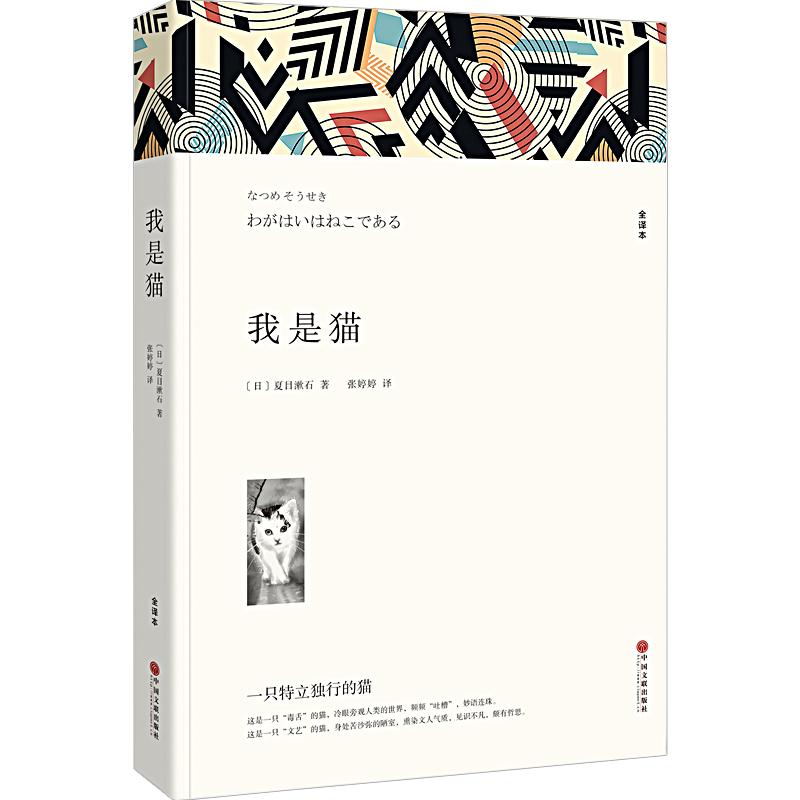 なつめ そうせき
わがはいはねこである
全译本
我是猫
〔日〕夏目漱石 著 张婷婷 译
一只特立独行的猫
这是一只“毒舌”的猫，冷眼旁观人类的世界，频频“吐槽”，妙语连珠。
这是一只“文艺”的猫，身处苦沙弥的陋室，熏染文人气质，见识不凡，颇有哲思。
中国文联出版社
我是猫
〔日〕夏目漱石 著
张婷婷 译
全译本
中国文联出版社